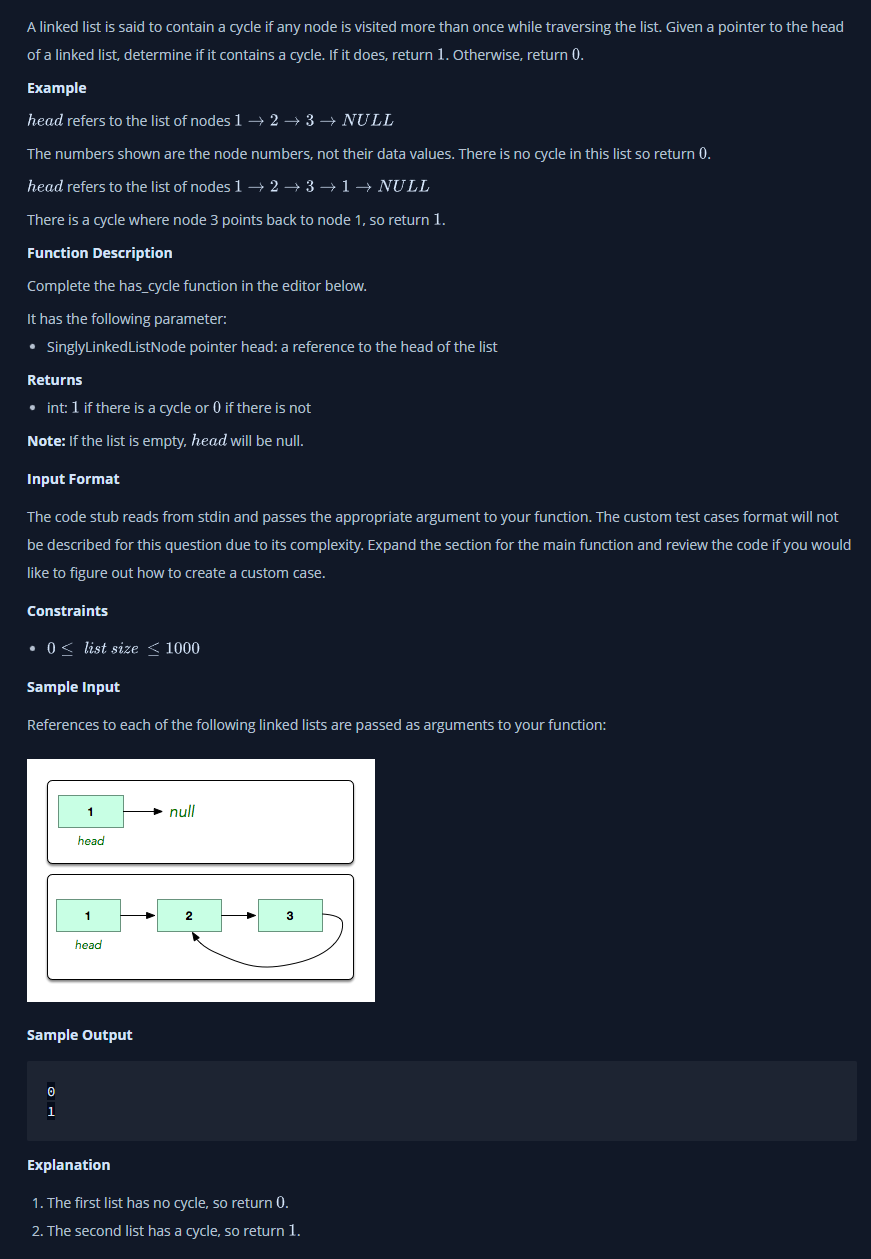 A linked list is said to contain a cycle if any node is visited more than once while traversing the list. Given a pointer to the head
of a linked list, determine if it contains a cycle. If it does, return 1. Otherwise, return 0.
Example
head refers to the list of nodes 1 → 2 → 3 → NULL
The numbers shown are the node numbers, not their data values. There is no cycle in this list so return 0.
head refers to the list of nodes 1 → 2 → 3 → 1 → NULL
There is a cycle where node 3 points back to node 1, so return 1.
Function Description
Complete the has_cycle function in the editor below.
It has the following parameter:
• SinglyLinkedListNode pointer head: a reference to the head of the list
Returns
• int: 1 if there is a cycle or 0 if there is not
Note: If the list is empty, head will be null.
Input Format
The code stub reads from stdin and passes the appropriate argument to your function. The custom test cases format will not
be described for this question due to its complexity. Expand the section for the main function and review the code if you would
like to figure out how to create a custom case.
Constraints
• 0 ≤ list size ≤ 1000
Sample Input
References to each of the following linked lists are passed as arguments to your function:
1 null
head
1 2 3
head
Sample Output
0
1
Explanation
1. The first list has no cycle, so return 0.
2. The second list has a cycle, so return 1.